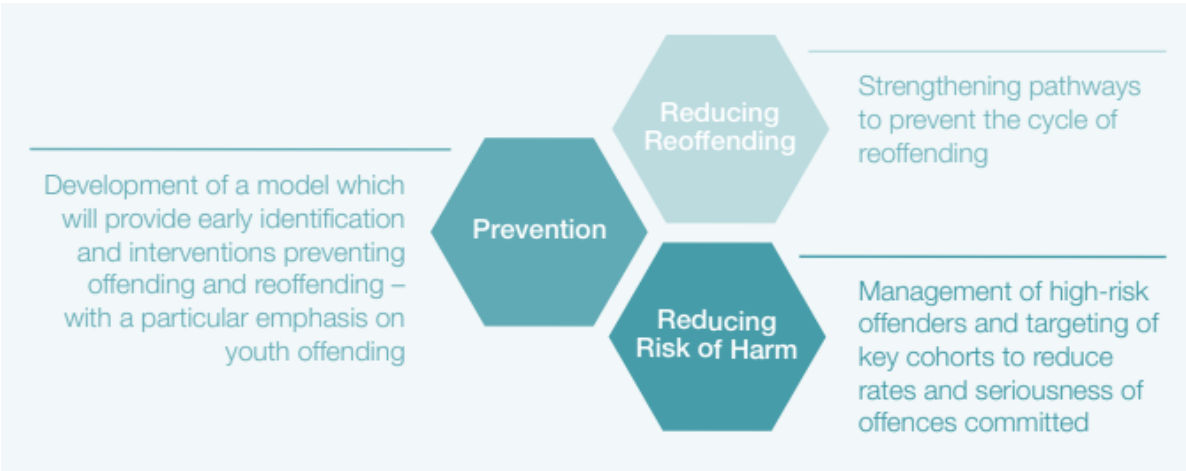 Development of a model which
will provide early identification
and interventions preventing
offending and reoffending –
with a particular emphasis on
youth offending
Prevention
Reducing
Reoffending
Strengthening pathways
to prevent the cycle of
reoffending
Reducing
Risk of Harm
Management of high-risk
offenders and targeting of
key cohorts to reduce
rates and seriousness of
offences committed